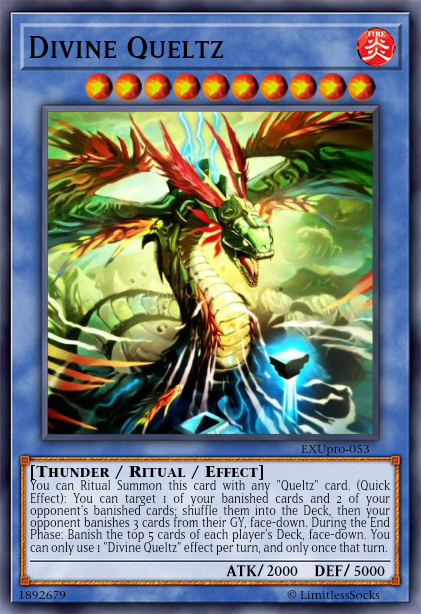 Divine Queltz
FIRE
炎
EXUpro-053
[Thunder / Ritual / Effect]
You can Ritual Summon this card with any "Queltz" card. (Quick
Effect): You can target 1 of your banished cards and 2 of your
opponent's banished cards; shuffle them into the Deck, then your
opponent banishes 3 cards from their GY, face-down. During the End
Phase: Banish the top 5 cards of each player's Deck, face-down. You
can only use 1 "Divine Queltz" effect per turn, and only once that turn.
ATK/ 2000 DEF/ 5000
1892679 © LimitlessSocks